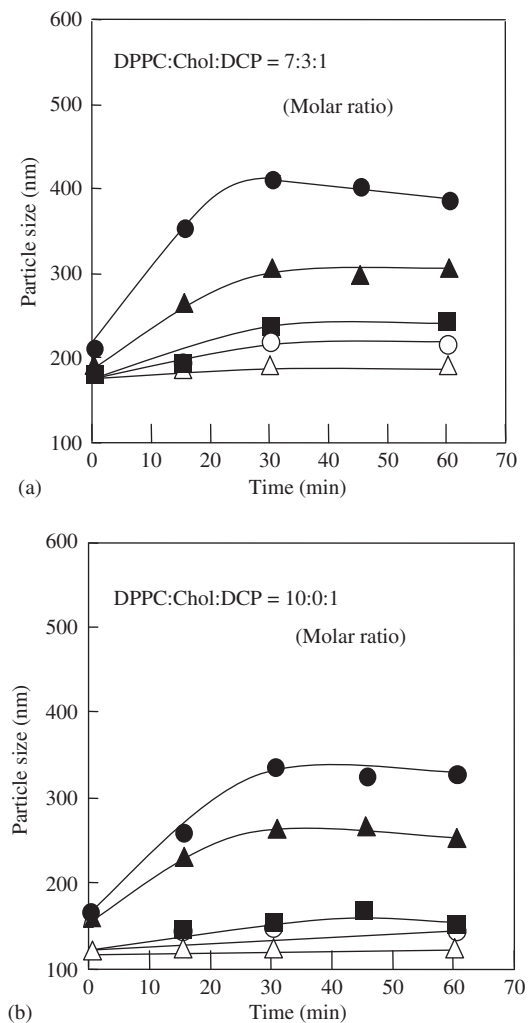 600
DPPC:Chol:DCP = 7:3:1
500
(Molar ratio)
400
Particle size (nm)
300
200
100
0 10 20 30 40 50 60 70
(a)
Time (min)
600
DPPC:Chol:DCP = 10:0:1
(Molar ratio)
500
400
Particle size (nm)
300
200
100
0 10 20 30 40 50 60 70
(b)
Time (min)